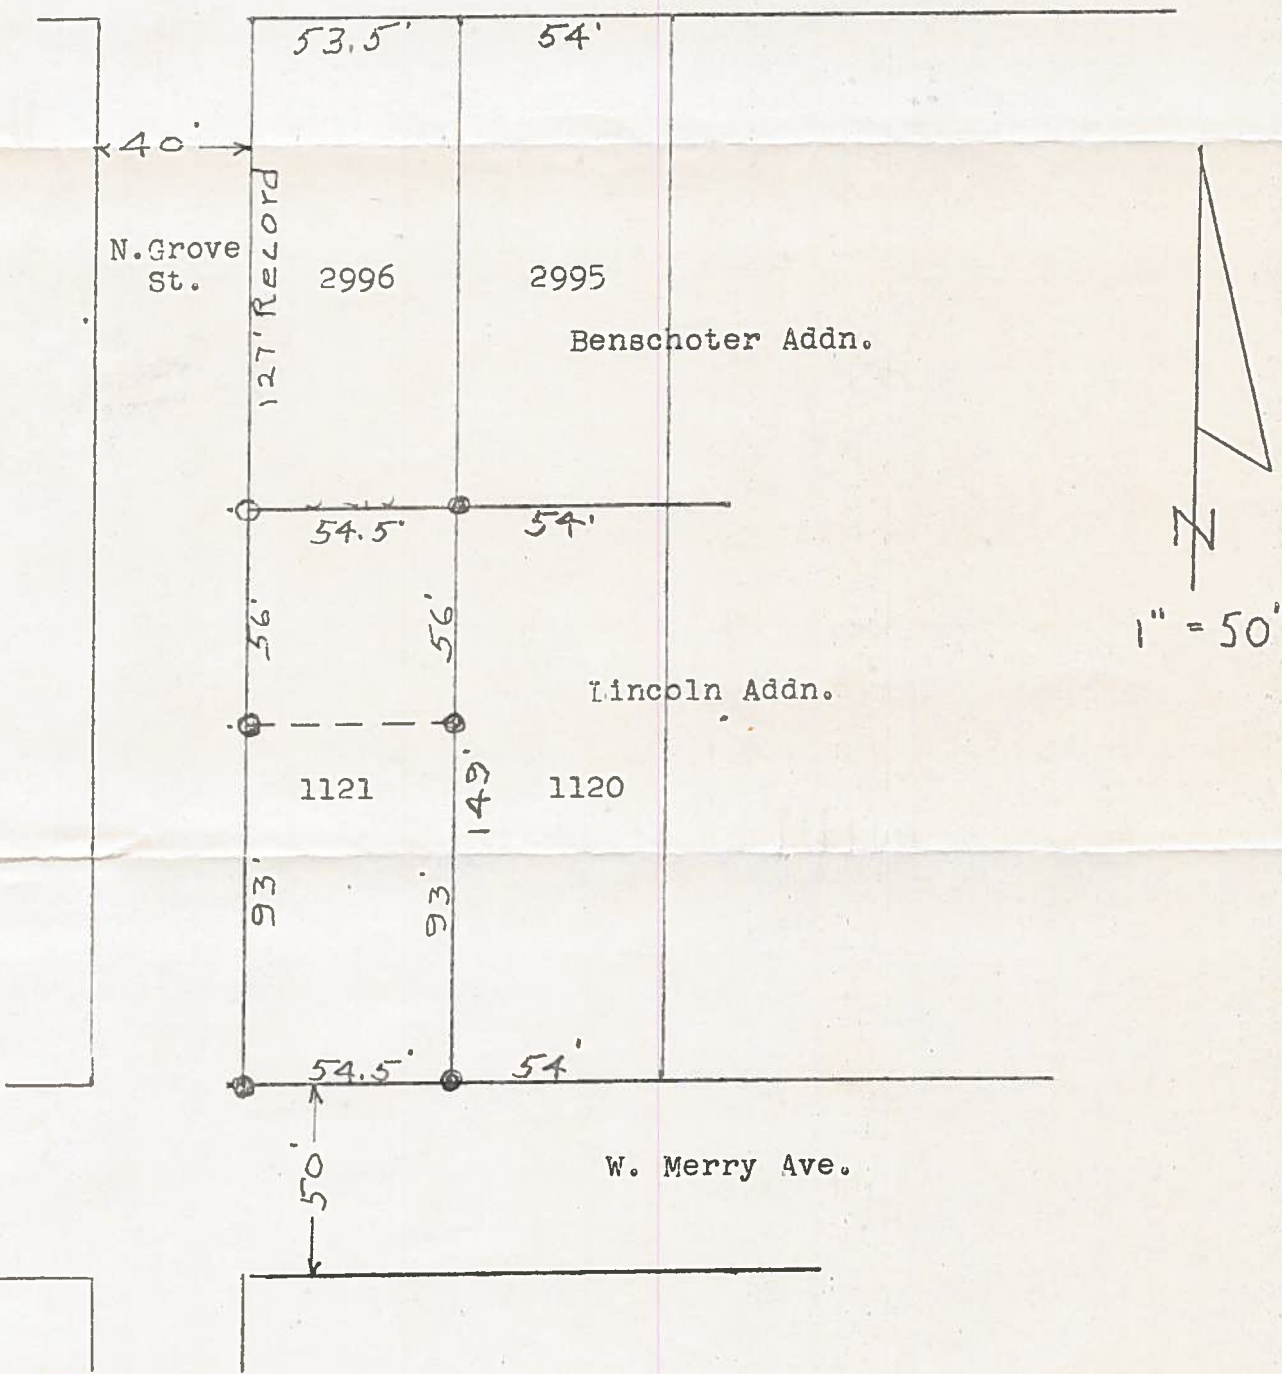 53.5' 54'
40'
127' Record
N.Grove
St.
2996 2995
Benschoter Addn.
54.5' 54'
N
1" = 50'
56' 56'
Lincoln Addn.
149'
1121 1120
93' 93'
54.5' 54'
50'
W. Merry Ave.